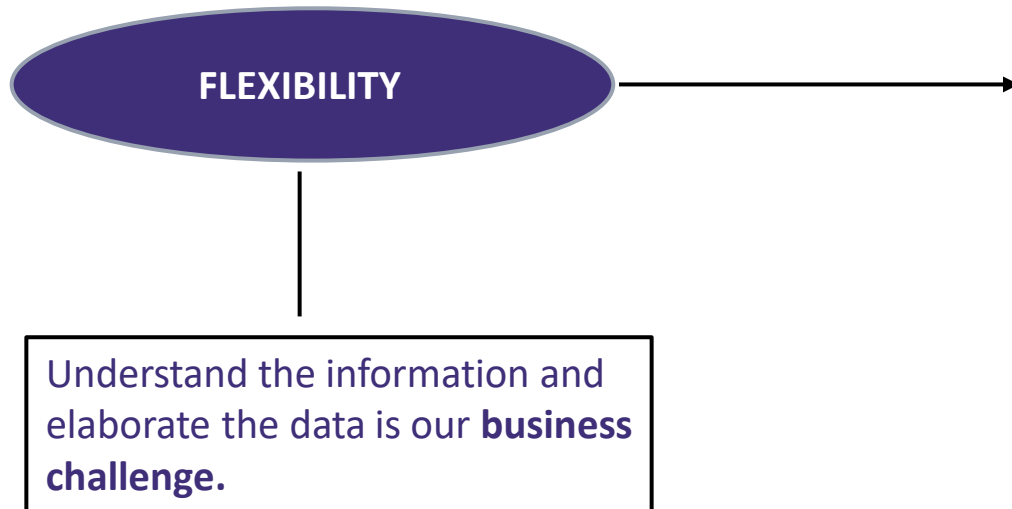 FLEXIBILITY
Understand the information and
elaborate the data is our business
challenge.